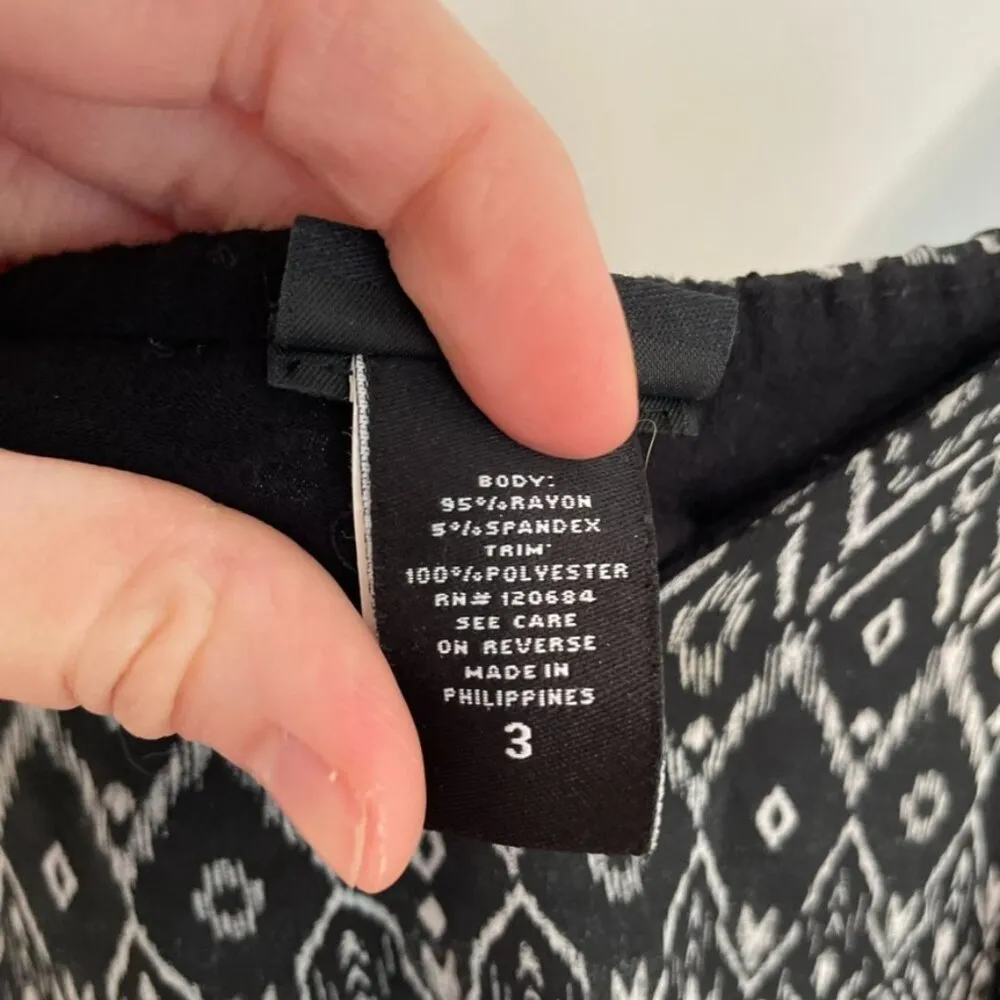 BODY:
95%RAYON
5%SPANDEX
TRIM:
100%POLYESTER
RN# 120684
SEE CARE
ON REVERSE
MADE IN
PHILIPPINES
3